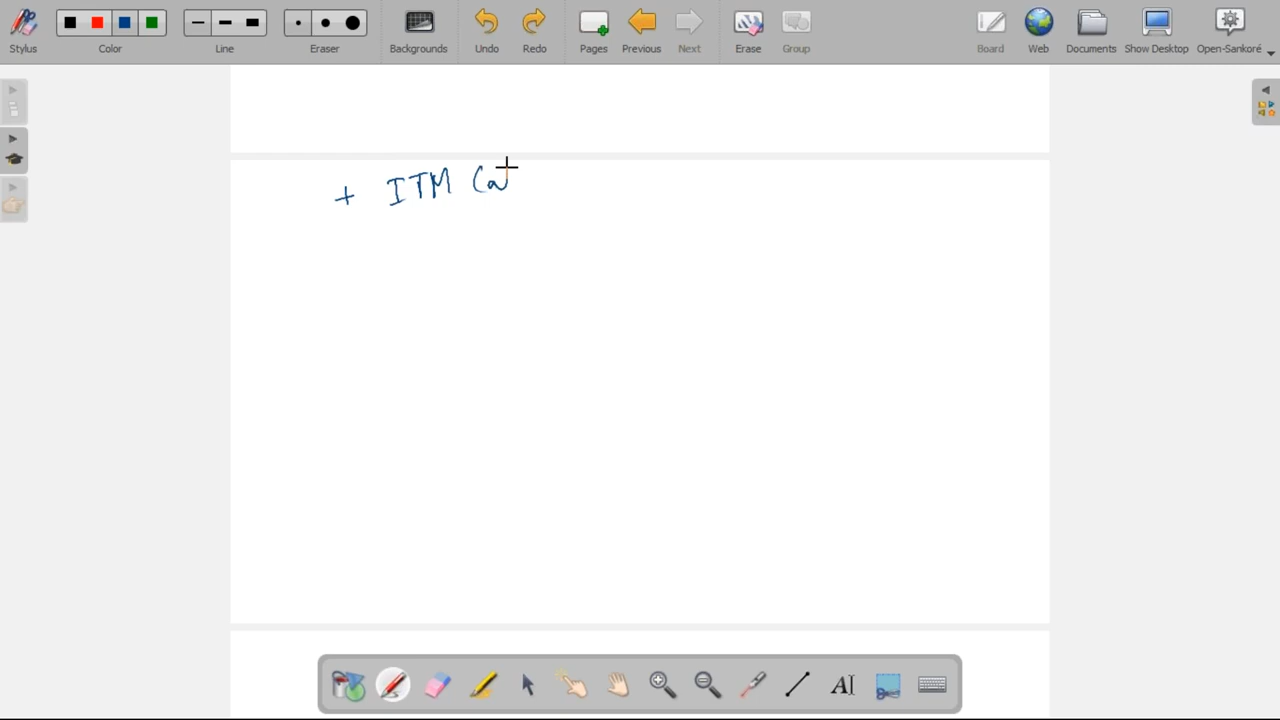 Stylus Color Line Eraser Backgrounds Undo Redo Pages Previous Next Erase Group Board Web Documents Show Desktop Open-Sankoré
+ ITM Ca